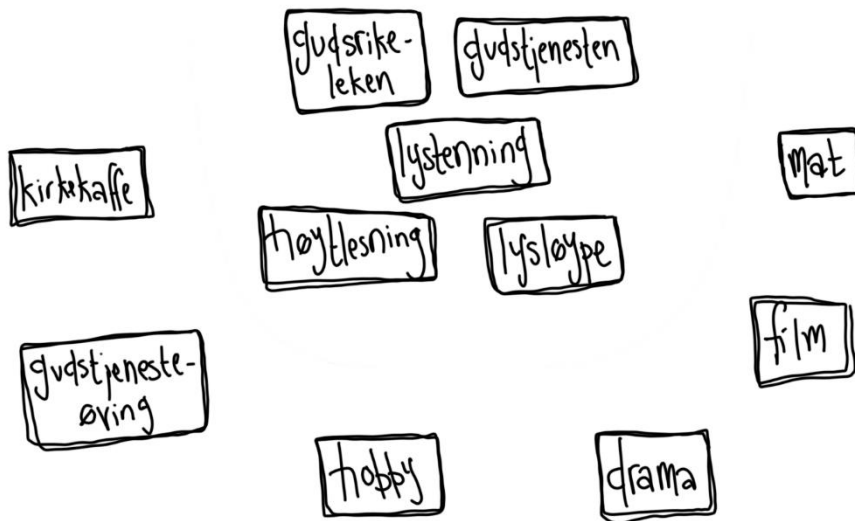 gudsrike-
leken
gudstjenesten
lystenning
kirkekaffe
mat
høytlesning
lysløype
film
gudstjeneste-
øving
hobby
drama